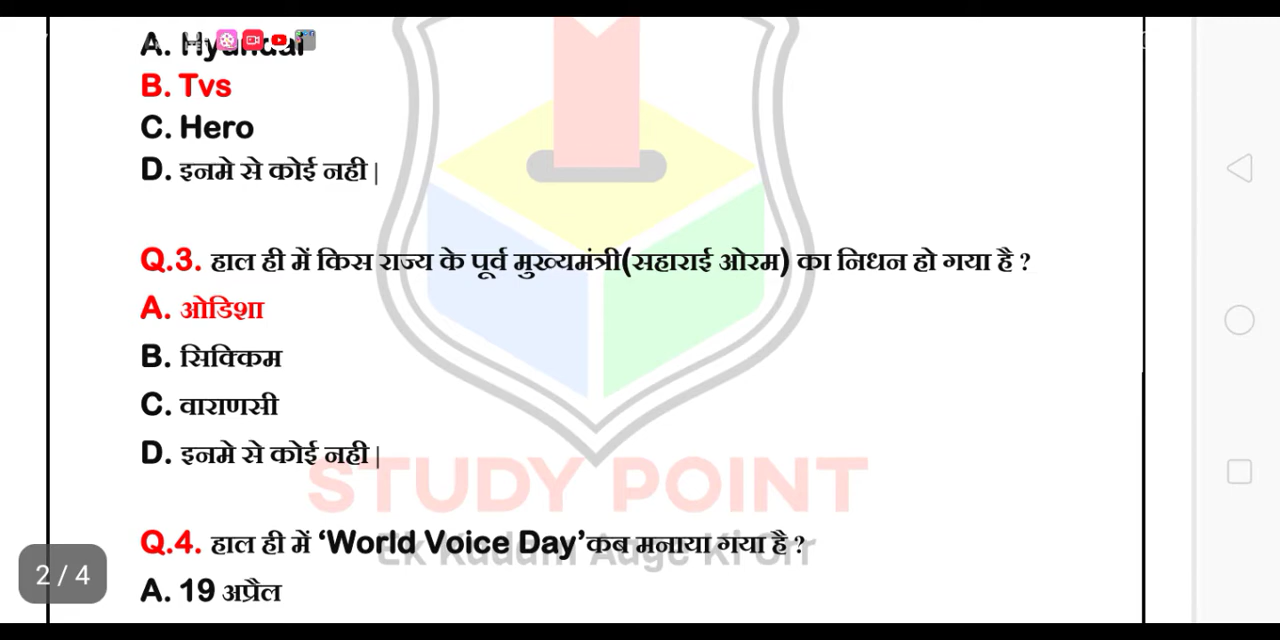 A. Hyundai
B. Tvs
C. Hero
D. इनमे से कोई नही |
Q.3. हाल ही में किस राज्य के पूर्व मुख्यमंत्री(सहाराई ओरम) का निधन हो गया है ?
A. ओडिशा
B. सिक्किम
C. वाराणसी
D. इनमे से कोई नही |
STUDY POINT
Q.4. हाल ही में ‘World Voice Day’ कब मनाया गया है ?
Ek Kadam Aage Ki Orr
2 / 4
A. 19 अप्रैल